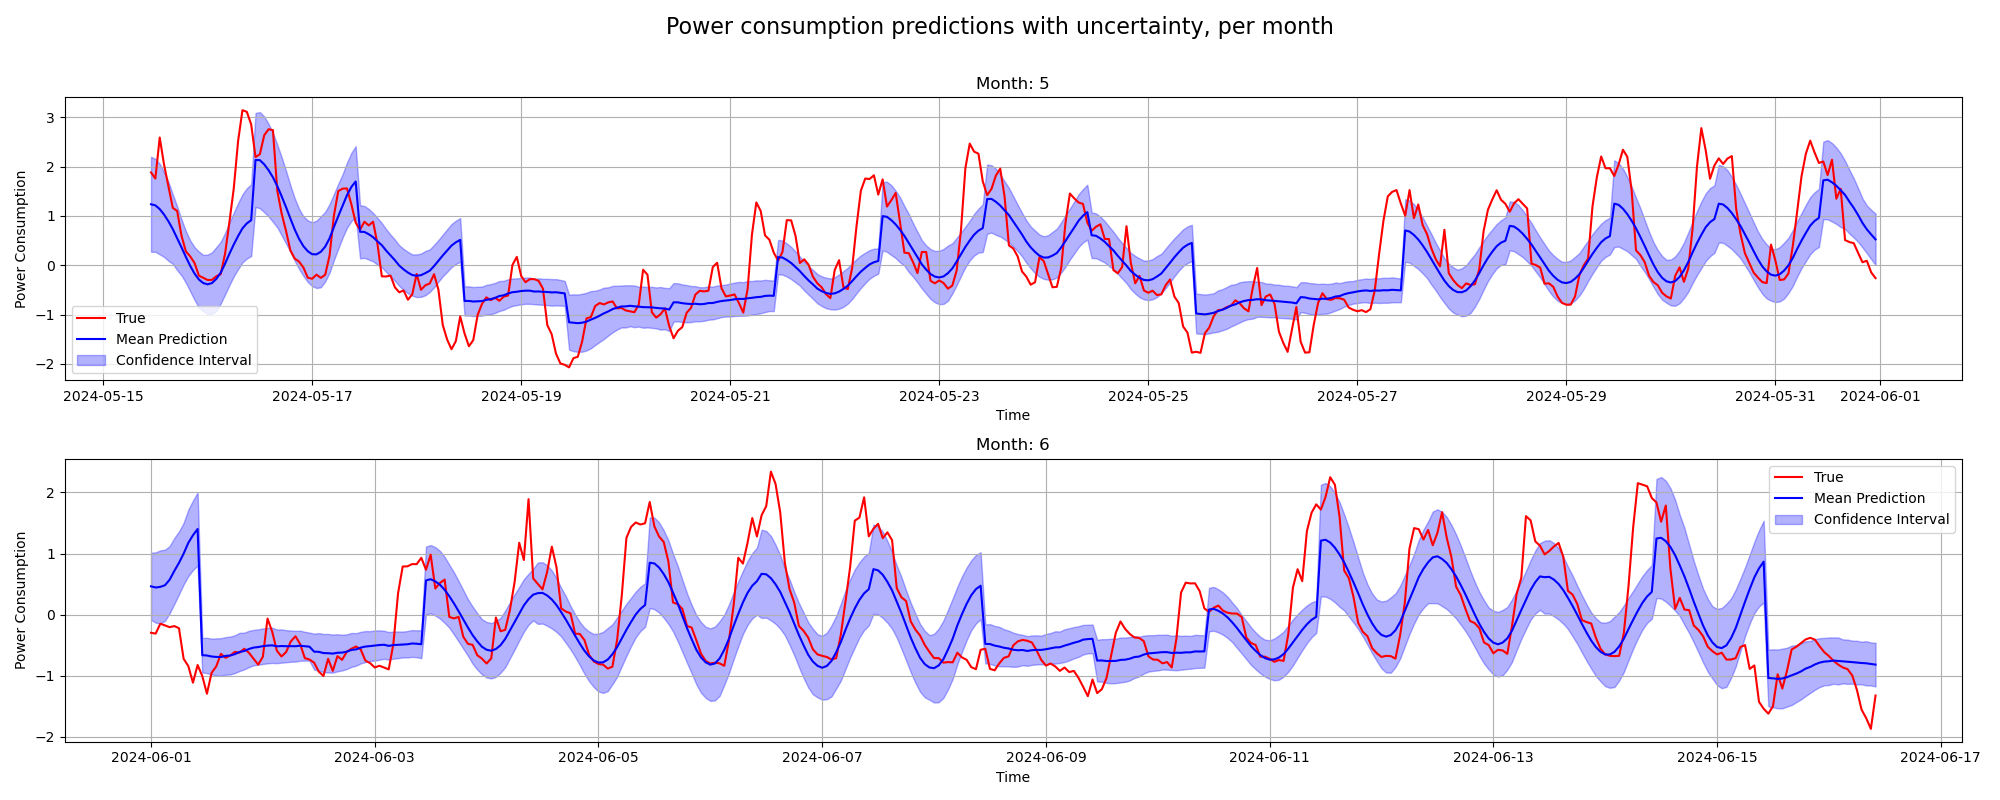 Power consumption predictions with uncertainty, per month
Month: 5
Power Consumption
3
2
1
0
−1
−2
True
Mean Prediction
Confidence Interval
2024-05-15 2024-05-17 2024-05-19 2024-05-21 2024-05-23 2024-05-25 2024-05-27 2024-05-29 2024-05-31 2024-06-01
Time
Month: 6
Power Consumption
2
1
0
−1
−2
True
Mean Prediction
Confidence Interval
2024-06-01 2024-06-03 2024-06-05 2024-06-07 2024-06-09 2024-06-11 2024-06-13 2024-06-15 2024-06-17
Time